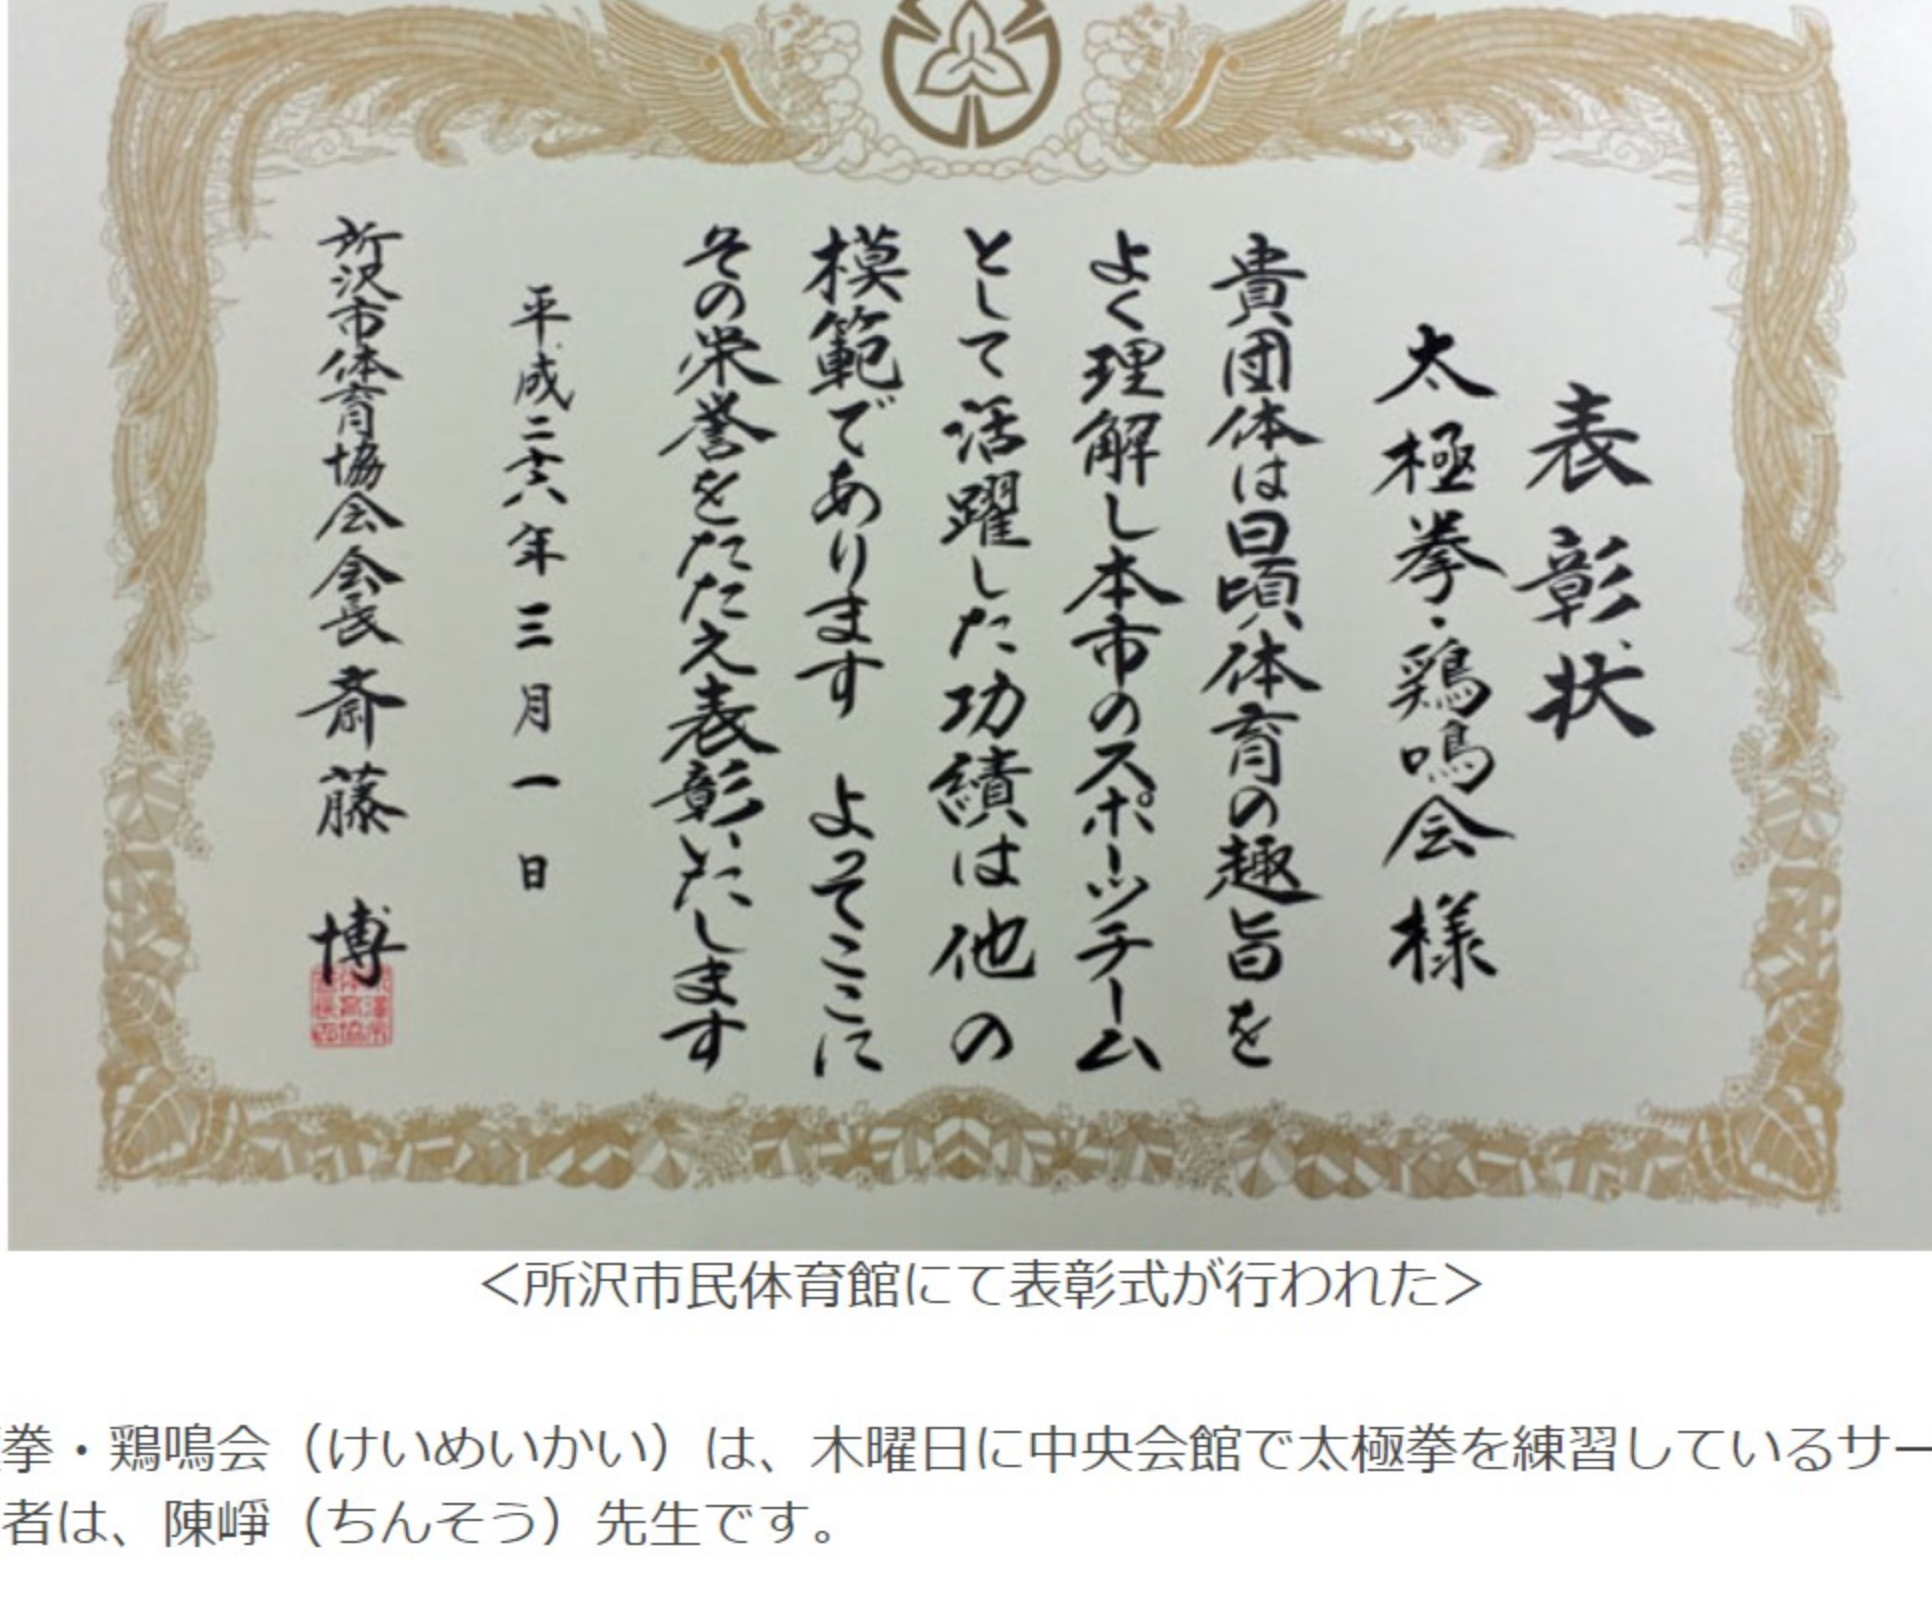 表彰状
太極拳・鶏鳴会様
貴団体は日頃体育の趣旨を
よく理解し本市のスポーツチーム
として活躍した功績は他の
模範であります よってここに
その栄誉をたたえ表彰いたします
平成二十六年三月一日
所沢市体育協会会長 斎藤 博
＜所沢市民体育館にて表彰式が行われた＞
拳・鶏鳴会（けいめいかい）は、木曜日に中央会館で太極拳を練習しているサー
者は、陳崢（ちんそう）先生です。